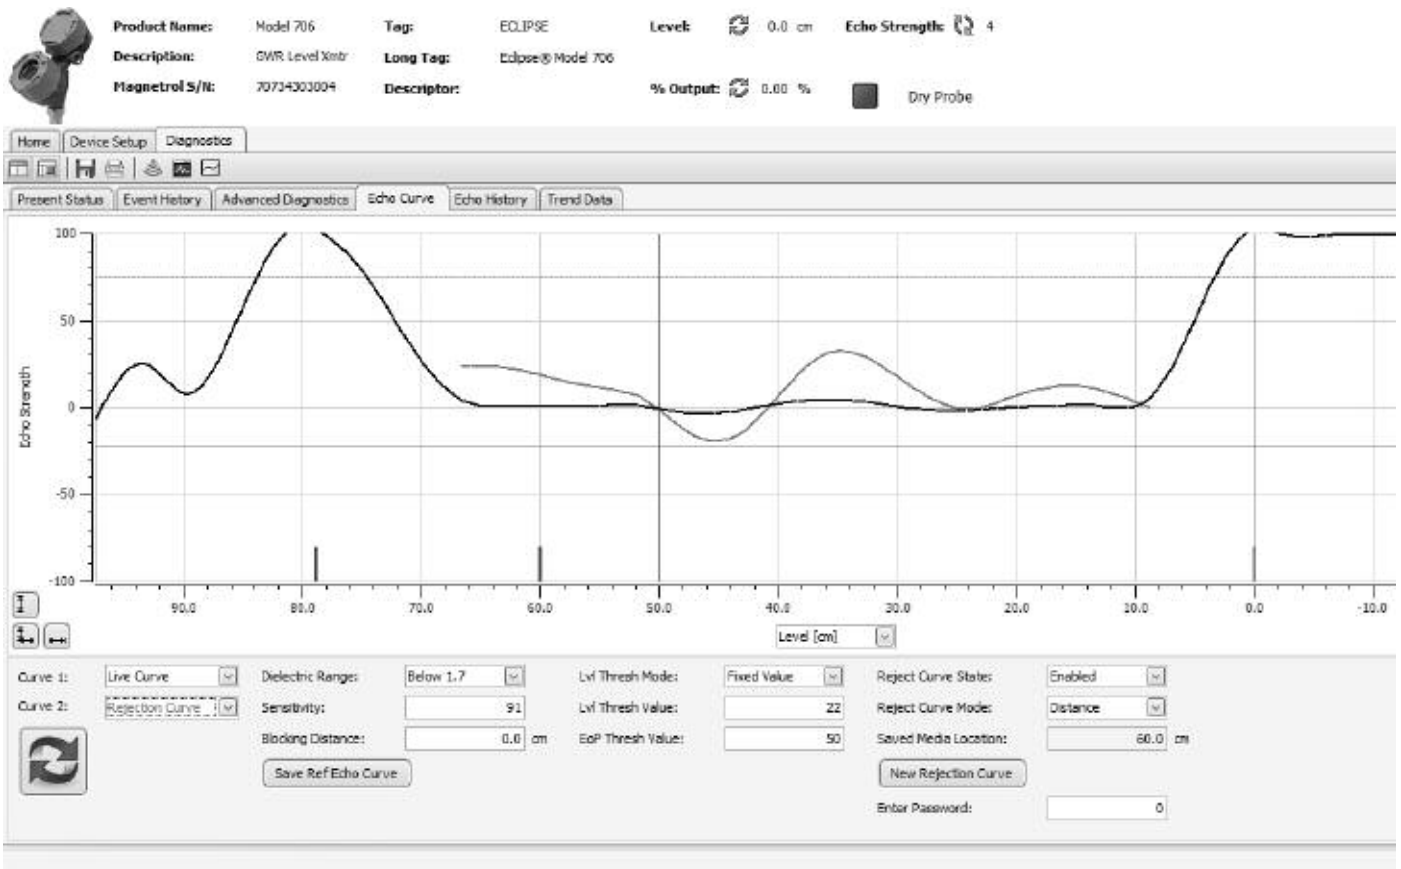 Product Name: Model 706 Tag: ECLIPSE Level: 0.0 cm Echo Strength: 4
Description: GWR Level Xmtr Long Tag: Eclipse® Model 706
Magnetrol S/N: 70734303004 Descriptor: % Output: 0.00 % Dry Probe
Home Device Setup Diagnostics
Present Status Event History Advanced Diagnostics Echo Curve Echo History Trend Data
100
50
0
-50
-100
Echo Strength
90.0 80.0 70.0 60.0 50.0 40.0 30.0 20.0 10.0 0.0 -10.0
Level [cm]
Curve 1: Live Curve Dielectric Range: Below 1.7 Lvl Thresh Mode: Fixed Value Reject Curve State: Enabled
Curve 2: Rejection Curve Sensitivity: 91 Lvl Thresh Value: 22 Reject Curve Mode: Distance
Blocking Distance: 0.0 cm EoP Thresh Value: 50 Saved Media Location: 60.0 cm
Save Ref Echo Curve New Rejection Curve
Enter Password: 0